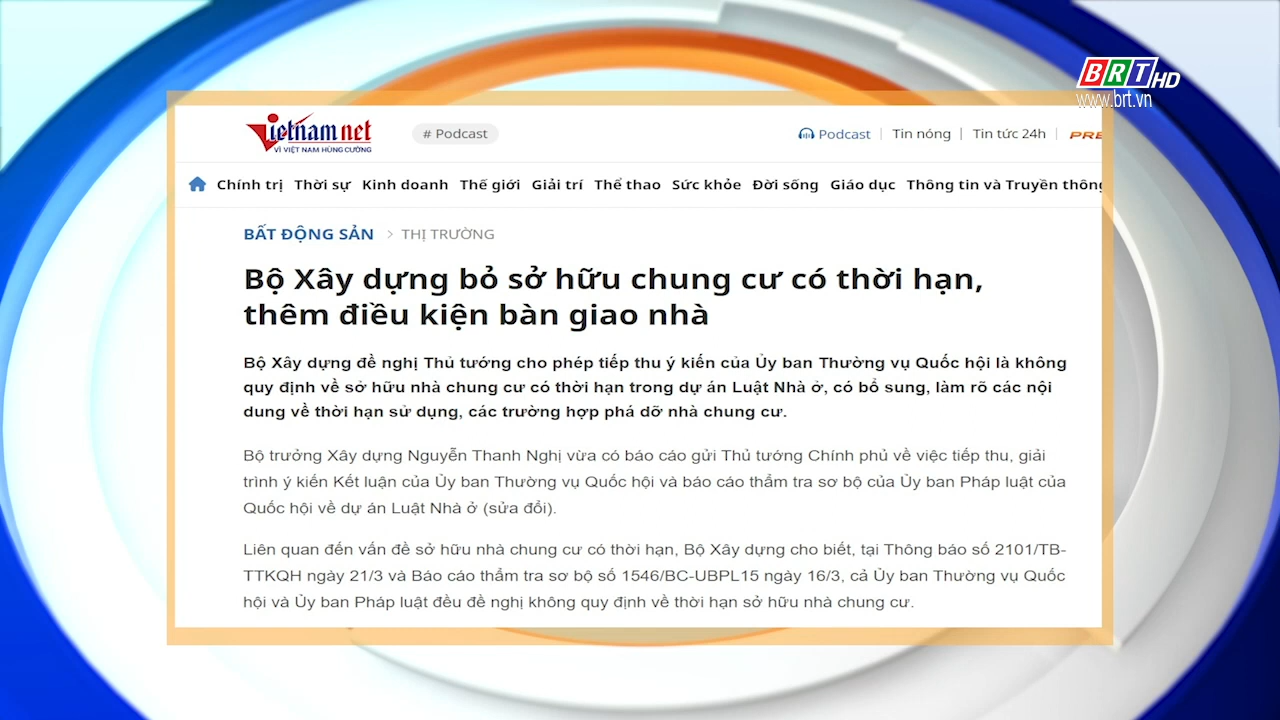 BRT HD
www.brt.vn
Vietnamnet
VÌ VIỆT NAM HÙNG CƯỜNG
# Podcast
Podcast | Tin nóng | Tin tức 24h |
Chính trị Thời sự Kinh doanh Thế giới Giải trí Thể thao Sức khỏe Đời sống Giáo dục Thông tin và Truyền thông
BẤT ĐỘNG SẢN > THỊ TRƯỜNG
Bộ Xây dựng bỏ sở hữu chung cư có thời hạn,
thêm điều kiện bàn giao nhà
Bộ Xây dựng đề nghị Thủ tướng cho phép tiếp thu ý kiến của Ủy ban Thường vụ Quốc hội là không
quy định về sở hữu nhà chung cư có thời hạn trong dự án Luật Nhà ở, có bổ sung, làm rõ các nội
dung về thời hạn sử dụng, các trường hợp phá dỡ nhà chung cư.
Bộ trưởng Xây dựng Nguyễn Thanh Nghị vừa có báo cáo gửi Thủ tướng Chính phủ về việc tiếp thu, giải
trình ý kiến Kết luận của Ủy ban Thường vụ Quốc hội và báo cáo thẩm tra sơ bộ của Ủy ban Pháp luật của
Quốc hội về dự án Luật Nhà ở (sửa đổi).
Liên quan đến vấn đề sở hữu nhà chung cư có thời hạn, Bộ Xây dựng cho biết, tại Thông báo số 2101/TB-
TTKQH ngày 21/3 và Báo cáo thẩm tra sơ bộ số 1546/BC-UBPL15 ngày 16/3, cả Ủy ban Thường vụ Quốc
hội và Ủy ban Pháp luật đều đề nghị không quy định về thời hạn sở hữu nhà chung cư.